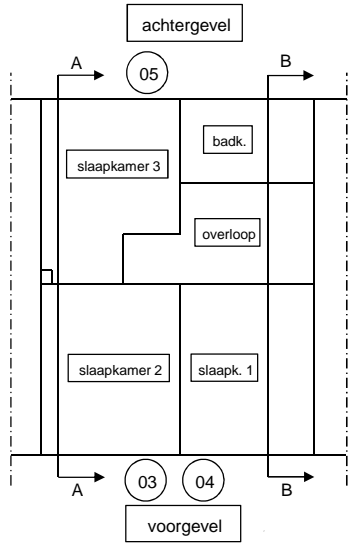 achtergevel
A
05
B
badk.
slaapkamer 3
overloop
slaapkamer 2
slaapk. 1
A
03
04
B
voorgevel